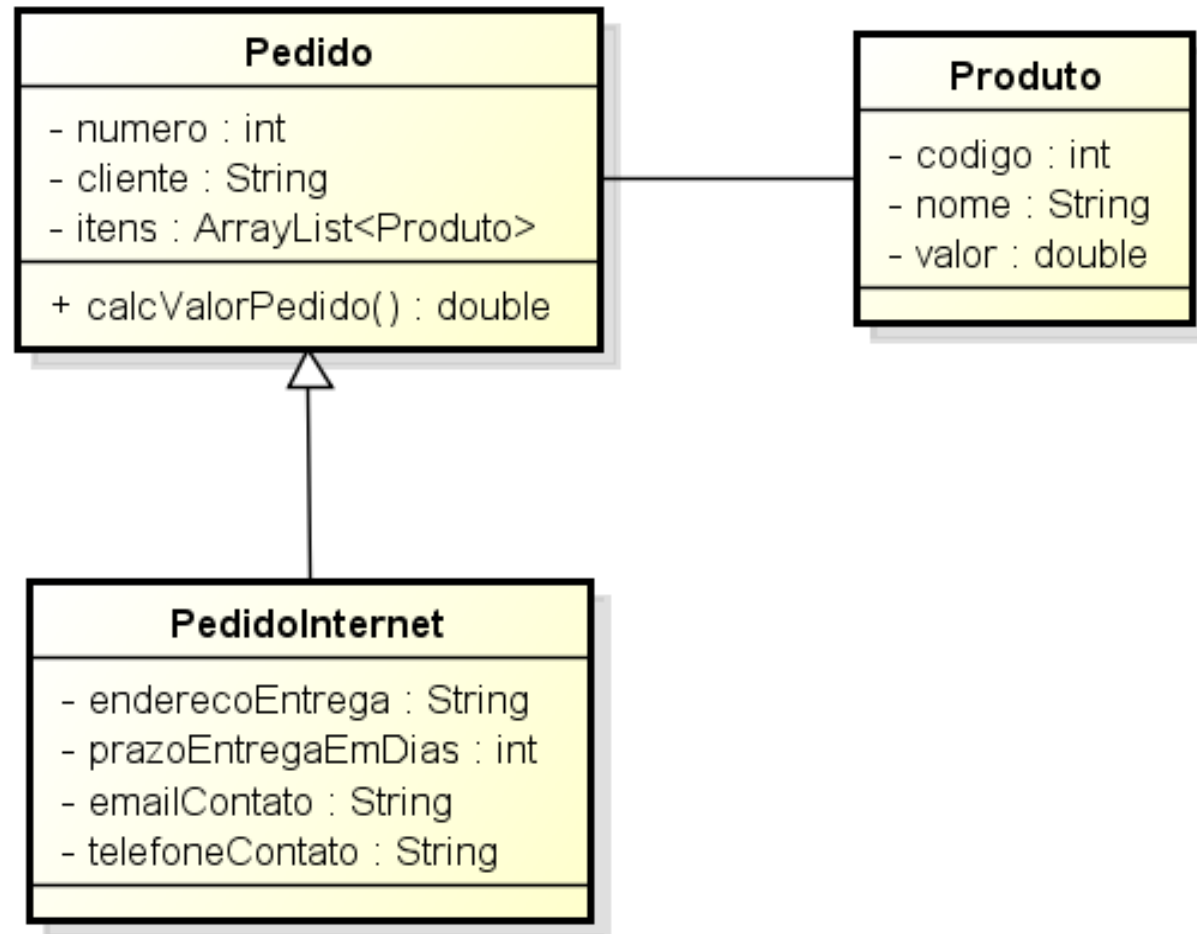 Pedido
- numero : int
- cliente : String
- itens : ArrayList<Produto>
+ calcValorPedido() : double
Produto
- codigo : int
- nome : String
- valor : double
PedidoInternet
- enderecoEntrega : String
- prazoEntregaEmDias : int
- emailContato : String
- telefoneContato : String